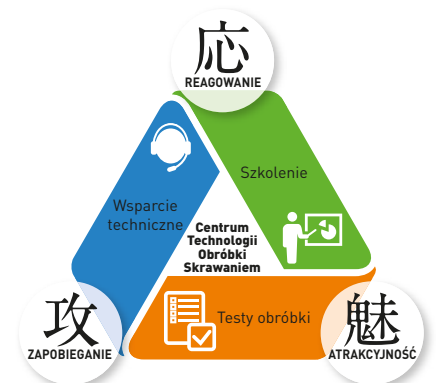 応
REAGOWANIE
Szkolenie
Wsparcie
techniczne
Centrum
Technologii
Obróbki
Skrawaniem
Testy obróbki
攻
ZAPOBIEGANIE
魅
ATRAKCYJNOŚĆ